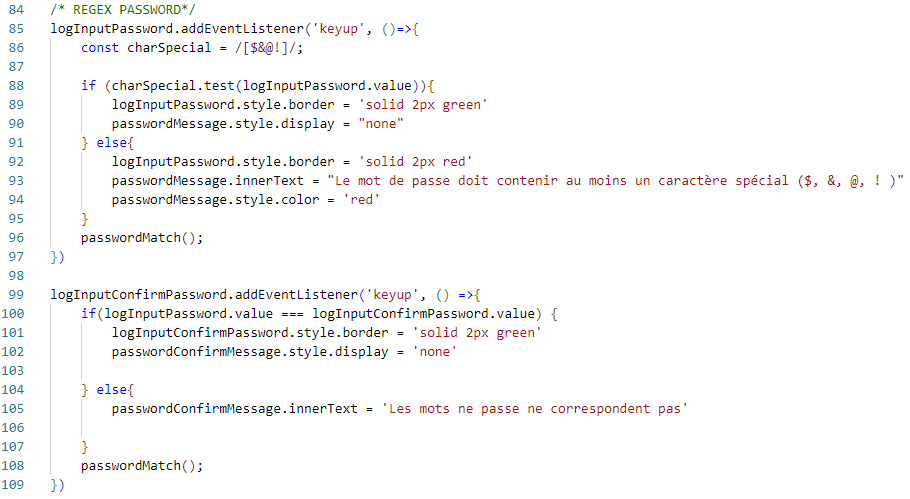 84 /* REGEX PASSWORD*/
85 logInputPassword.addEventListener('keyup', ()=>{
86 const charSpecial = /[$&@!]/;
87
88 if (charSpecial.test(logInputPassword.value)){
89 logInputPassword.style.border = 'solid 2px green'
90 passwordMessage.style.display = "none"
91 } else{
92 logInputPassword.style.border = 'solid 2px red'
93 passwordMessage.innerText = "Le mot de passe doit contenir au moins un caractère spécial ($, &, @, ! )"
94 passwordMessage.style.color = 'red'
95 }
96 passwordMatch();
97 })
98
99 logInputConfirmPassword.addEventListener('keyup', () =>{
100 if(logInputPassword.value === logInputConfirmPassword.value) {
101 logInputConfirmPassword.style.border = 'solid 2px green'
102 passwordConfirmMessage.style.display = 'none'
103
104 } else{
105 passwordConfirmMessage.innerText = 'Les mots ne passe ne correspondent pas'
106
107 }
108 passwordMatch();
109 })